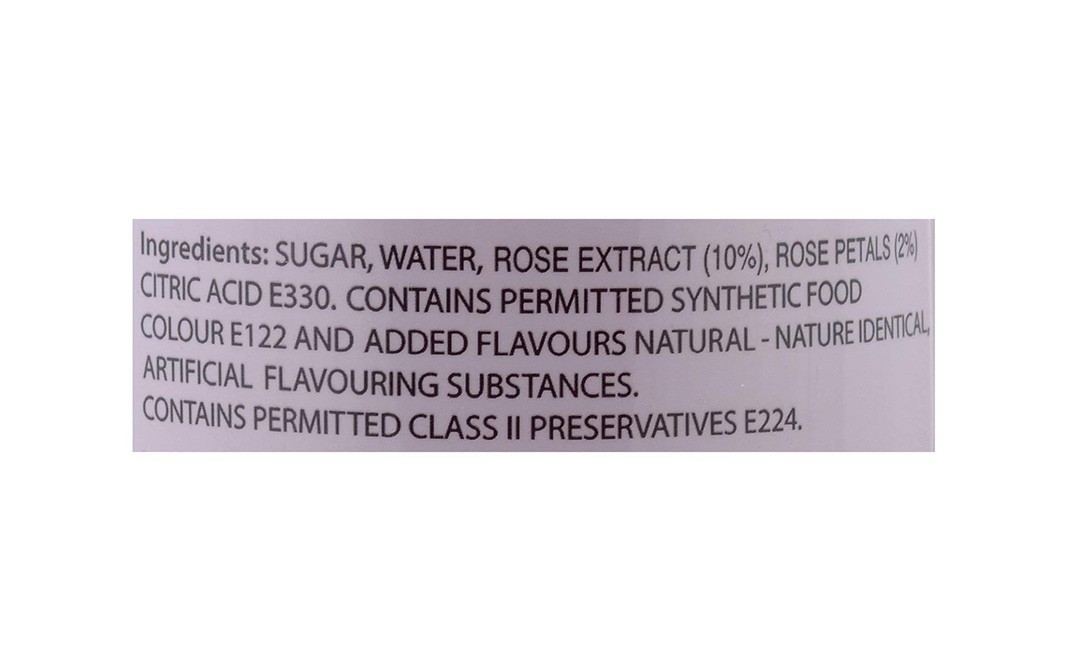 Ingredients: SUGAR, WATER, ROSE EXTRACT (10%), ROSE PETALS (2%)
CITRIC ACID E330. CONTAINS PERMITTED SYNTHETIC FOOD
COLOUR E122 AND ADDED FLAVOURS NATURAL - NATURE IDENTICAL,
ARTIFICIAL FLAVOURING SUBSTANCES.
CONTAINS PERMITTED CLASS II PRESERVATIVES E224.